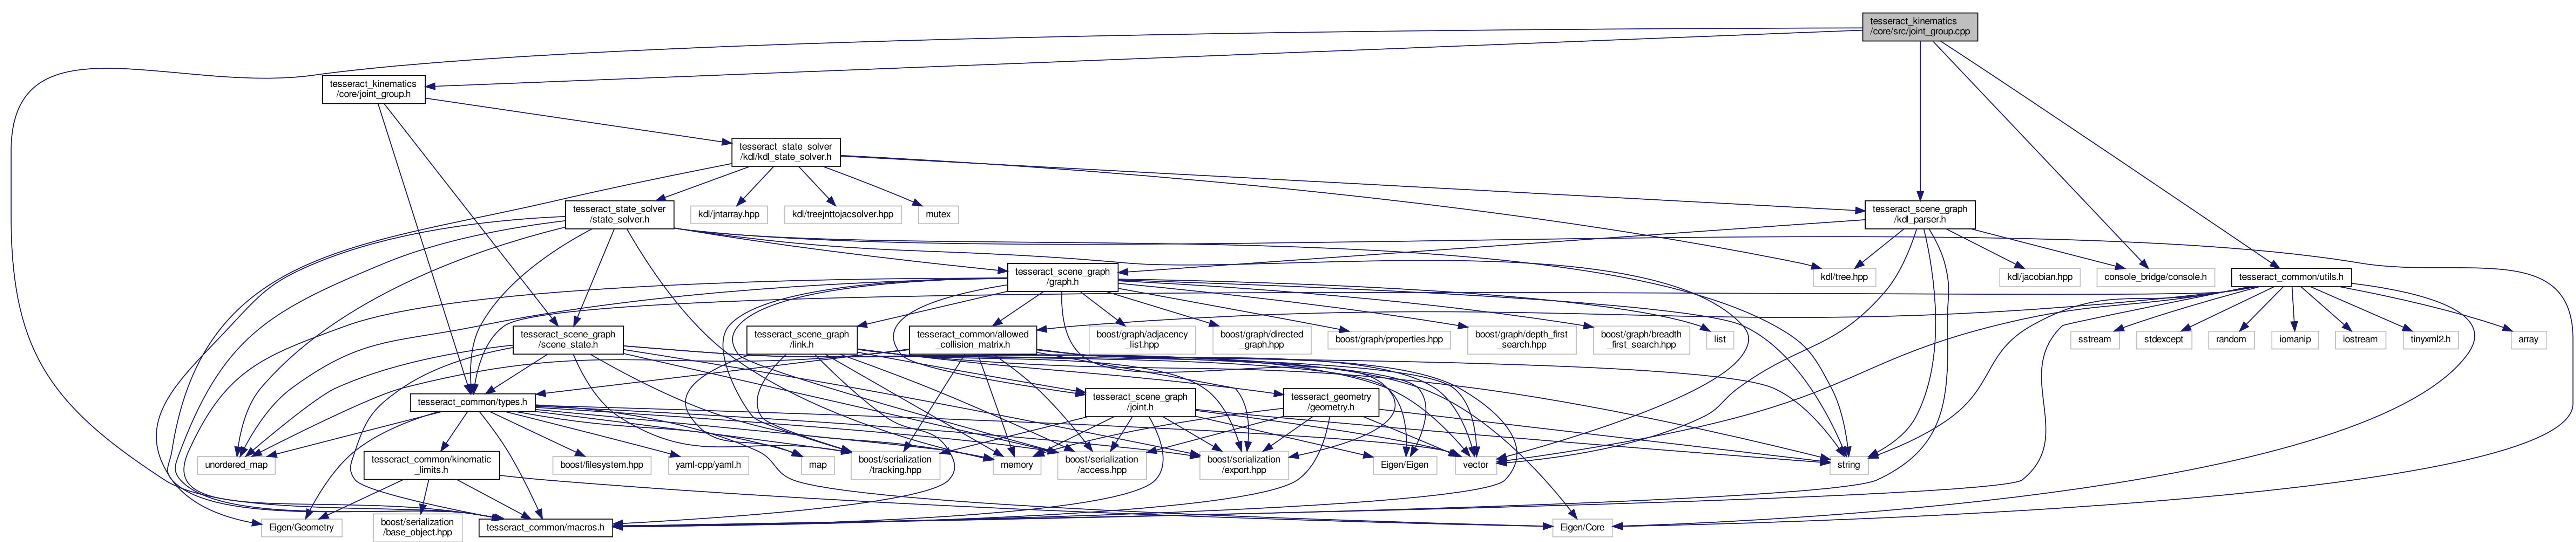 tesseract_kinematics
/core/src/joint_group.cpp
tesseract_kinematics
/core/joint_group.h
tesseract_state_solver
/kdl/kdl_state_solver.h
tesseract_state_solver
/state_solver.h
kdl/jntarray.hpp
kdl/treejnttojacsolver.hpp
mutex
tesseract_scene_graph
/kdl_parser.h
tesseract_scene_graph
/graph.h
kdl/tree.hpp
kdl/jacobian.hpp
console_bridge/console.h
tesseract_common/utils.h
tesseract_scene_graph
/scene_state.h
tesseract_scene_graph
/link.h
tesseract_common/allowed
_collision_matrix.h
boost/graph/adjacency
_list.hpp
boost/graph/directed
_graph.hpp
boost/graph/properties.hpp
boost/graph/depth_first
_search.hpp
boost/graph/breadth
_first_search.hpp
list
sstream
stdexcept
random
iomanip
iostream
tinyxml2.h
array
tesseract_common/types.h
tesseract_scene_graph
/joint.h
tesseract_geometry
/geometry.h
unordered_map
tesseract_common/kinematic
_limits.h
boost/filesystem.hpp
yaml-cpp/yaml.h
map
boost/serialization
/tracking.hpp
memory
boost/serialization
/access.hpp
boost/serialization
/export.hpp
Eigen/Eigen
vector
string
Eigen/Geometry
boost/serialization
/base_object.hpp
tesseract_common/macros.h
Eigen/Core